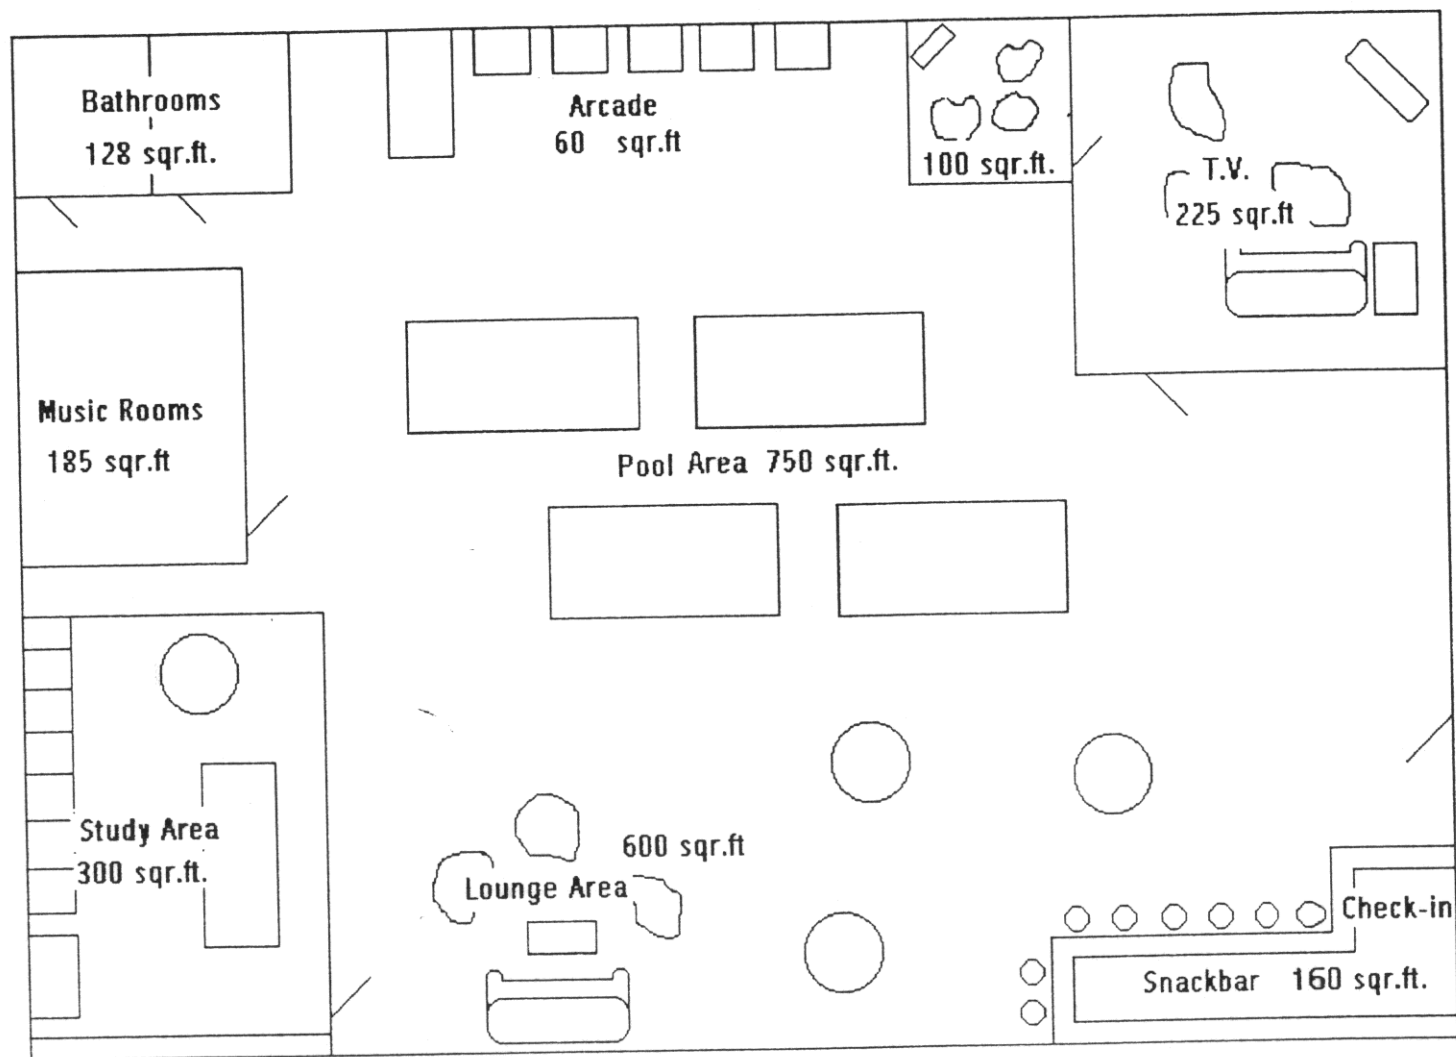 Bathrooms
128 sqr.ft.
Arcade
60 sqr.ft
100 sqr.ft.
T.V.
225 sqr.ft
Music Rooms
185 sqr.ft
Pool Area 750 sqr.ft.
Study Area
300 sqr.ft.
600 sqr.ft
Lounge Area
Check-in
Snackbar 160 sqr.ft.